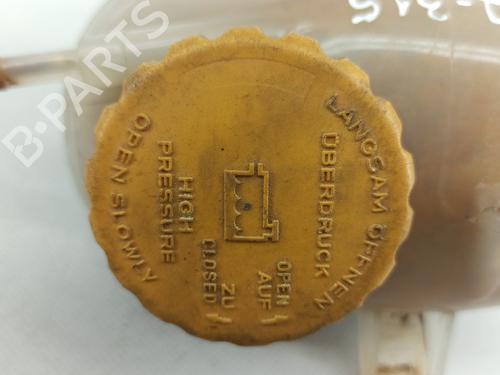 LANGSAM ÖFFNEN
ÜBERDRUCK
OPEN
AUF
ZU
CLOSED
HIGH
PRESSURE
OPEN SLOWLY
B-PARTS